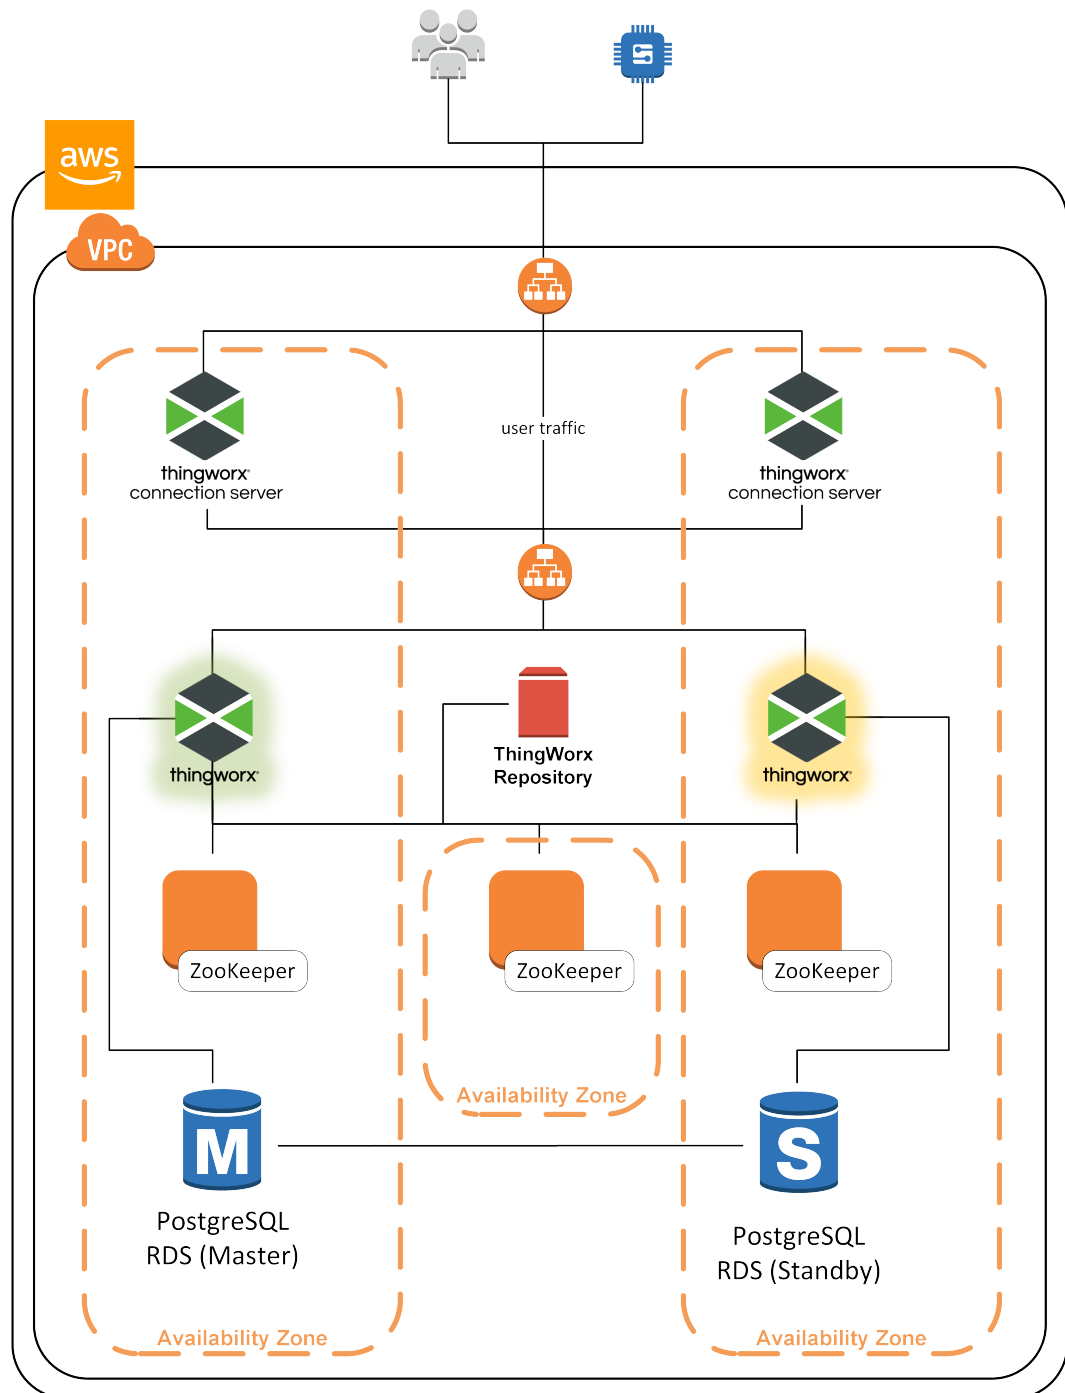 aws
VPC
thingworx®
connection server
user traffic
thingworx®
connection server
thingworx®
ThingWorx
Repository
thingworx®
ZooKeeper
ZooKeeper
ZooKeeper
Availability Zone
M
S
PostgreSQL
RDS (Master)
PostgreSQL
RDS (Standby)
Availability Zone
Availability Zone